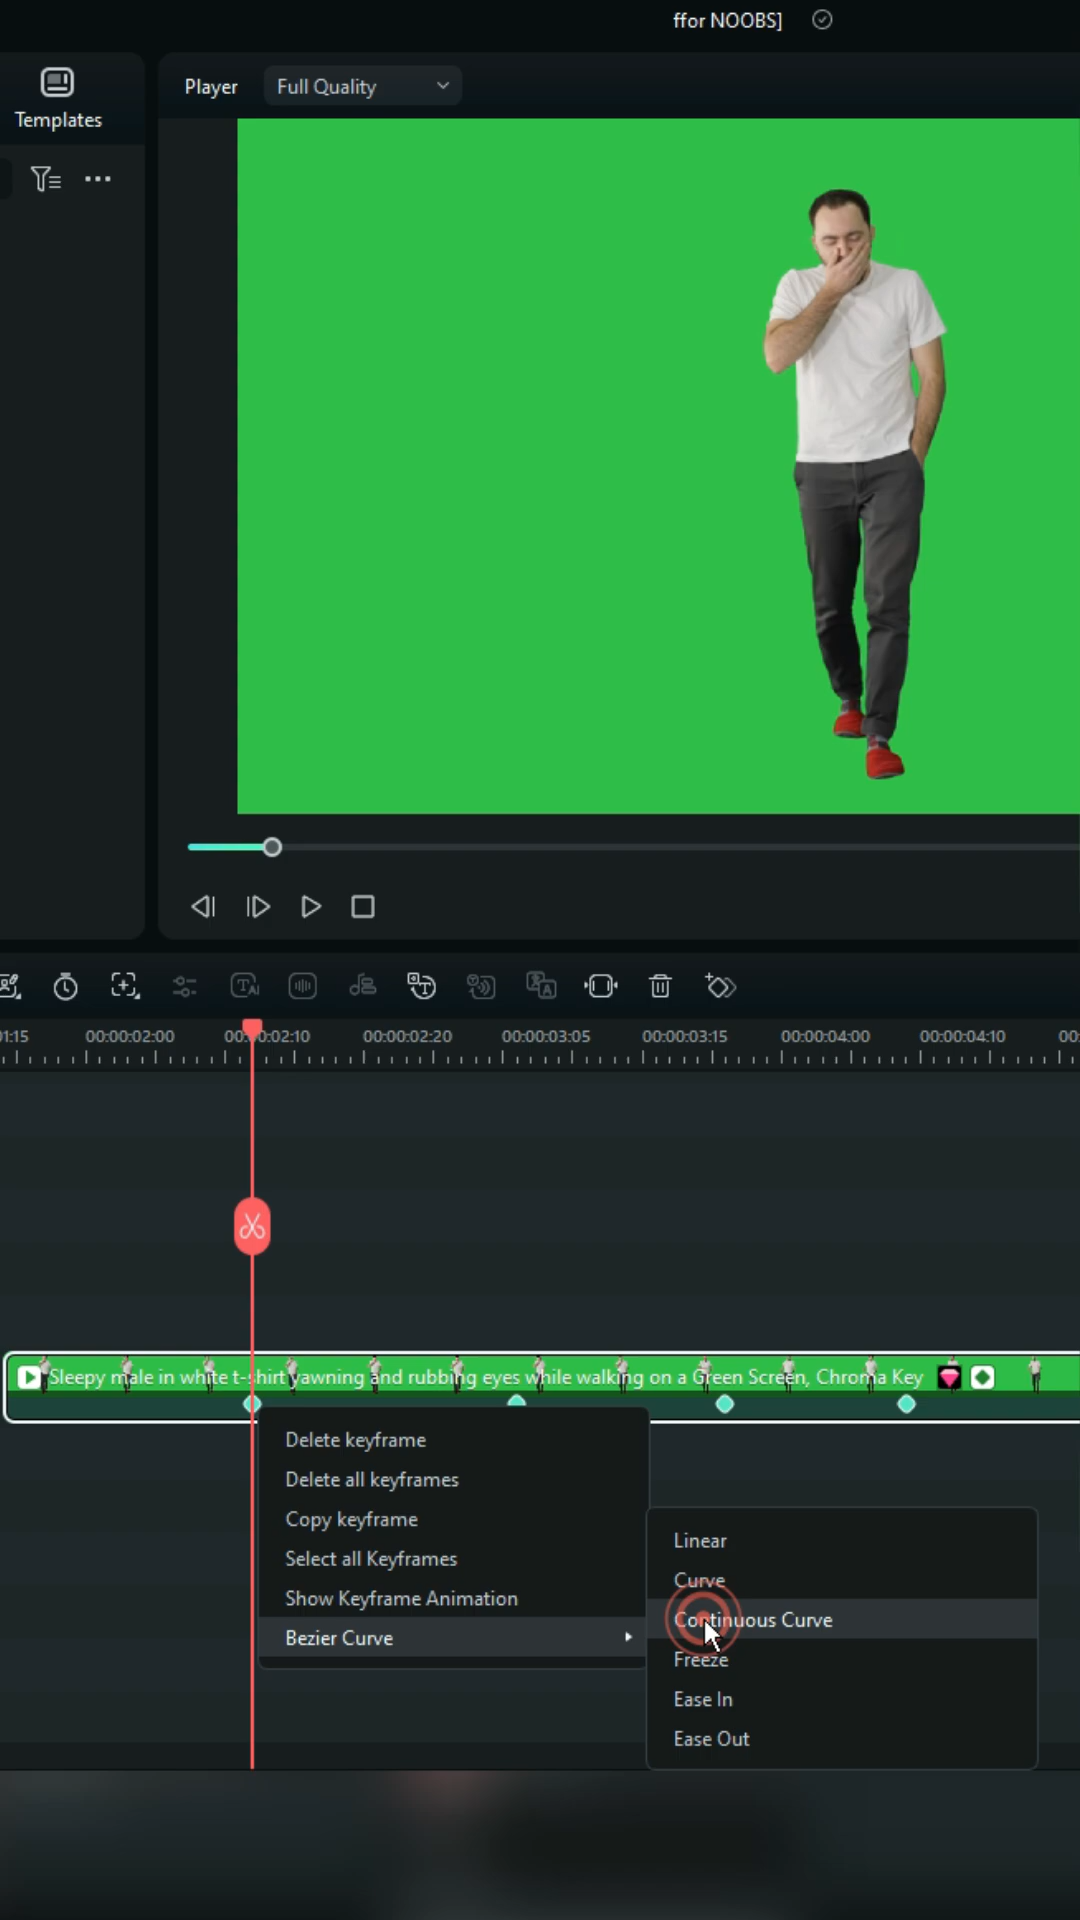 ffor NOOBS]
Templates
Player
Full Quality
01:15
00:00:02:00
00:00:02:10
00:00:02:20
00:00:03:05
00:00:03:15
00:00:04:00
00:00:04:10
00:
Sleepy male in white t-shirt yawning and rubbing eyes while walking on a Green Screen, Chroma Key
Delete keyframe
Delete all keyframes
Copy keyframe
Select all Keyframes
Show Keyframe Animation
Bezier Curve
Linear
Curve
Continuous Curve
Freeze
Ease In
Ease Out